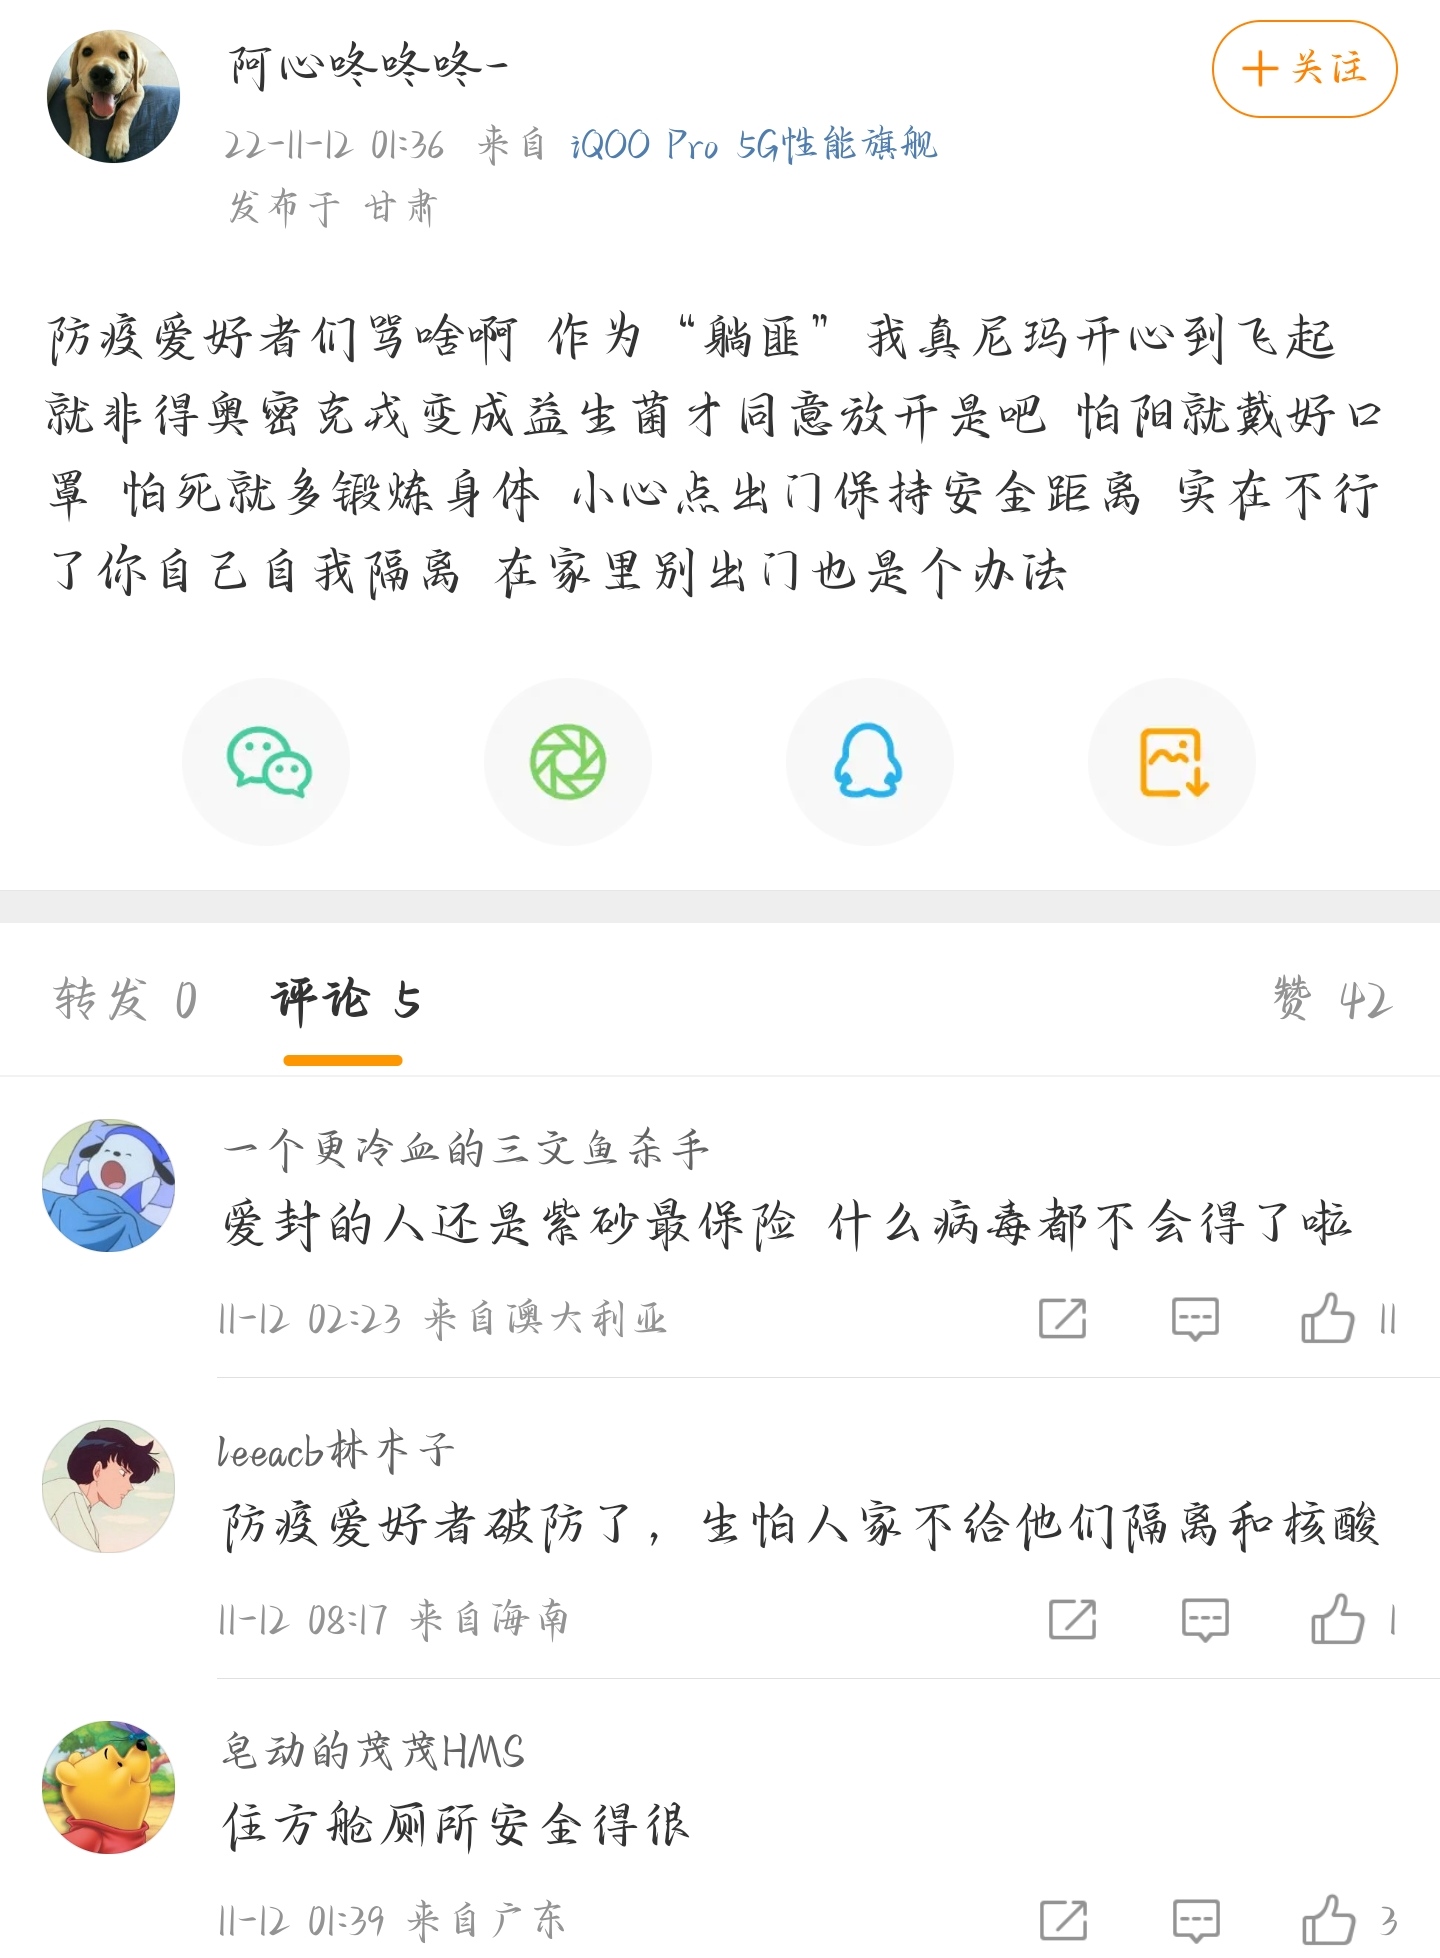 阿心咚咚咚-
+关注
22-11-12 01:36 来自 iQOO Pro 5G性能旗舰
发布于 甘肃
防疫爱好者们骂啥啊 作为“躺匪”我真尼玛开心到飞起
就非得奥密克戎变成益生菌才同意放开是吧 怕阳就戴好口
罩 怕死就多锻炼身体 小心点出门保持安全距离 实在不行
了你自己自我隔离 在家里别出门也是个办法
转发 0 评论 5 赞 42
一个更冷血的三文鱼杀手
爱封的人还是紫砂最保险 什么病毒都不会得了啦
11-12 02:23 来自澳大利亚 11
leeacb林木子
防疫爱好者破防了，生怕人家不给他们隔离和核酸
11-12 08:17 来自海南 1
皂动的茂茂HMS
住方舱厕所安全得很
11-12 01:39 来自广东 3